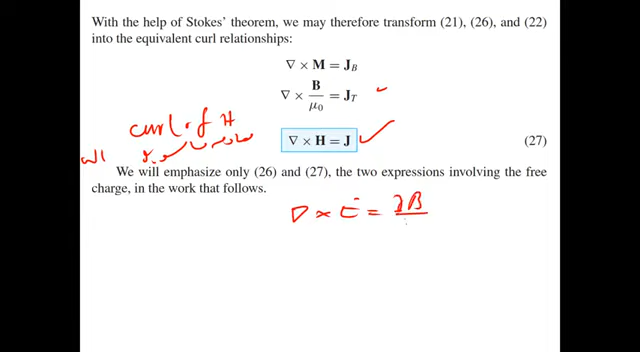 With the help of Stokes' theorem, we may therefore transform (21), (26), and (22)
into the equivalent curl relationships:
∇ × M = J_B
∇ × B/μ₀ = J_T
curl of H
∇ × H = J (27)
We will emphasize only (26) and (27), the two expressions involving the free
charge, in the work that follows.
∇ × E = ∂B